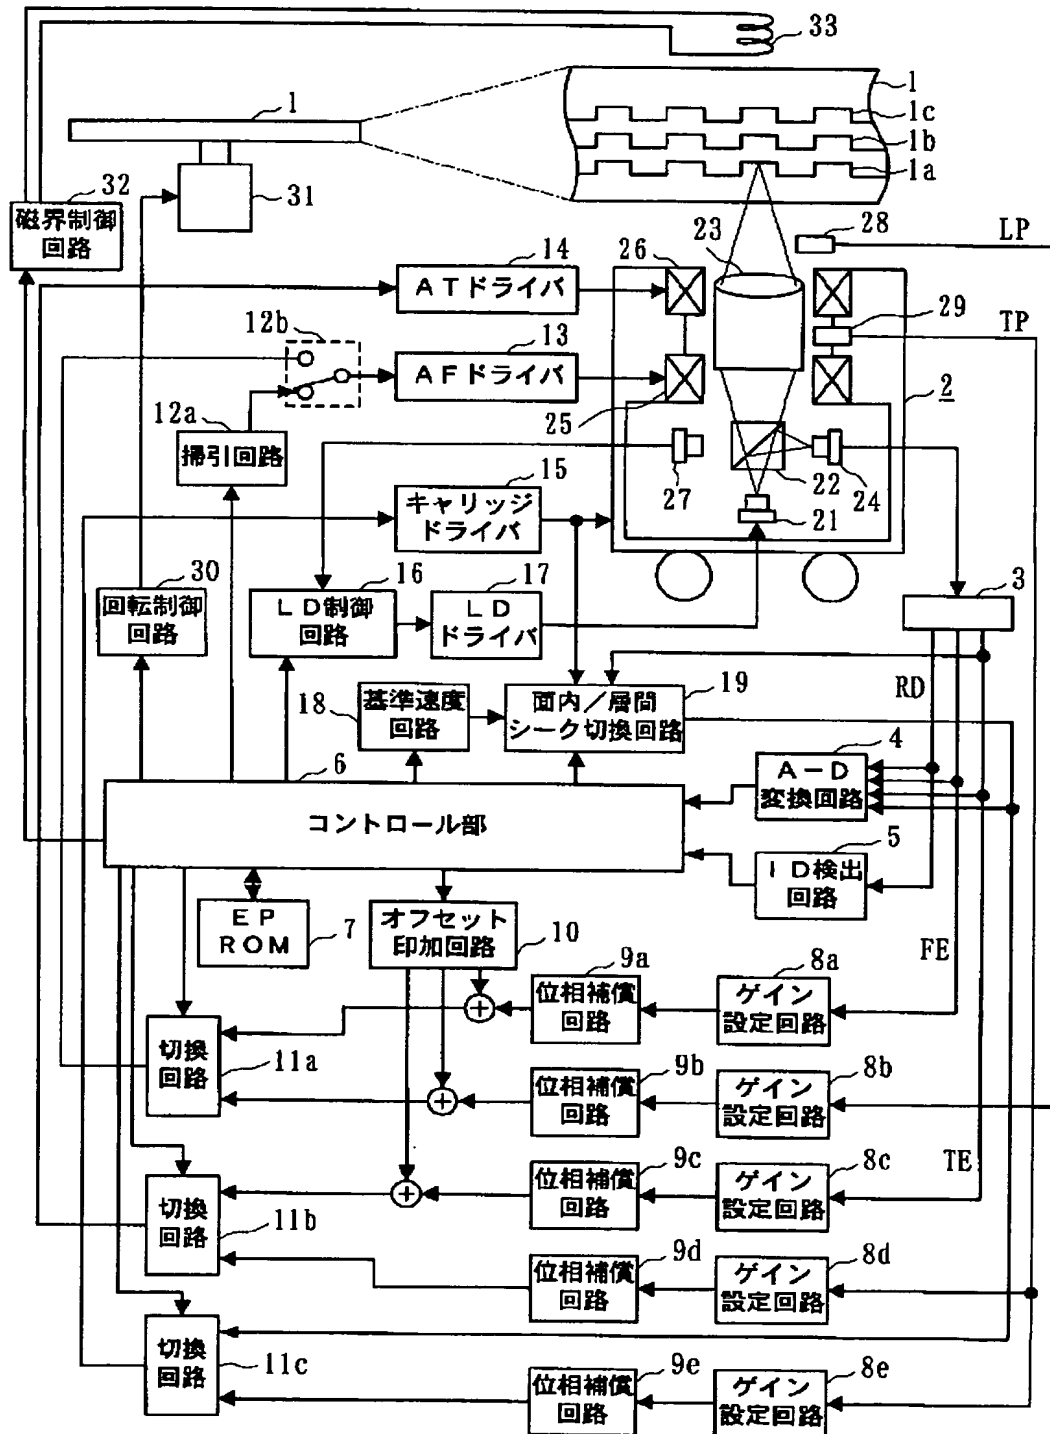 33
1
1
1c
1b
1a
32
磁界制御
回路
31
28
LP
14
ATドライバ
26
23
29
TP
12b
13
AFドライバ
25
2
12a
掃引回路
27
22
24
15
キャリッジ
ドライバ
21
30
回転制御
回路
16
LD制御
回路
17
LD
ドライバ
3
RD
18
基準速度
回路
19
面内/層間
シーク切換回路
4
A-D
変換回路
6
コントロール部
5
ID検出
回路
EP
ROM
7
オフセット
印加回路
10
FE
9a
位相補償
回路
8a
ゲイン
設定回路
切換
回路
11a
9b
位相補償
回路
8b
ゲイン
設定回路
9c
位相補償
回路
8c
ゲイン
設定回路
TE
切換
回路
11b
9d
位相補償
回路
8d
ゲイン
設定回路
切換
回路
11c
9e
位相補償
回路
8e
ゲイン
設定回路